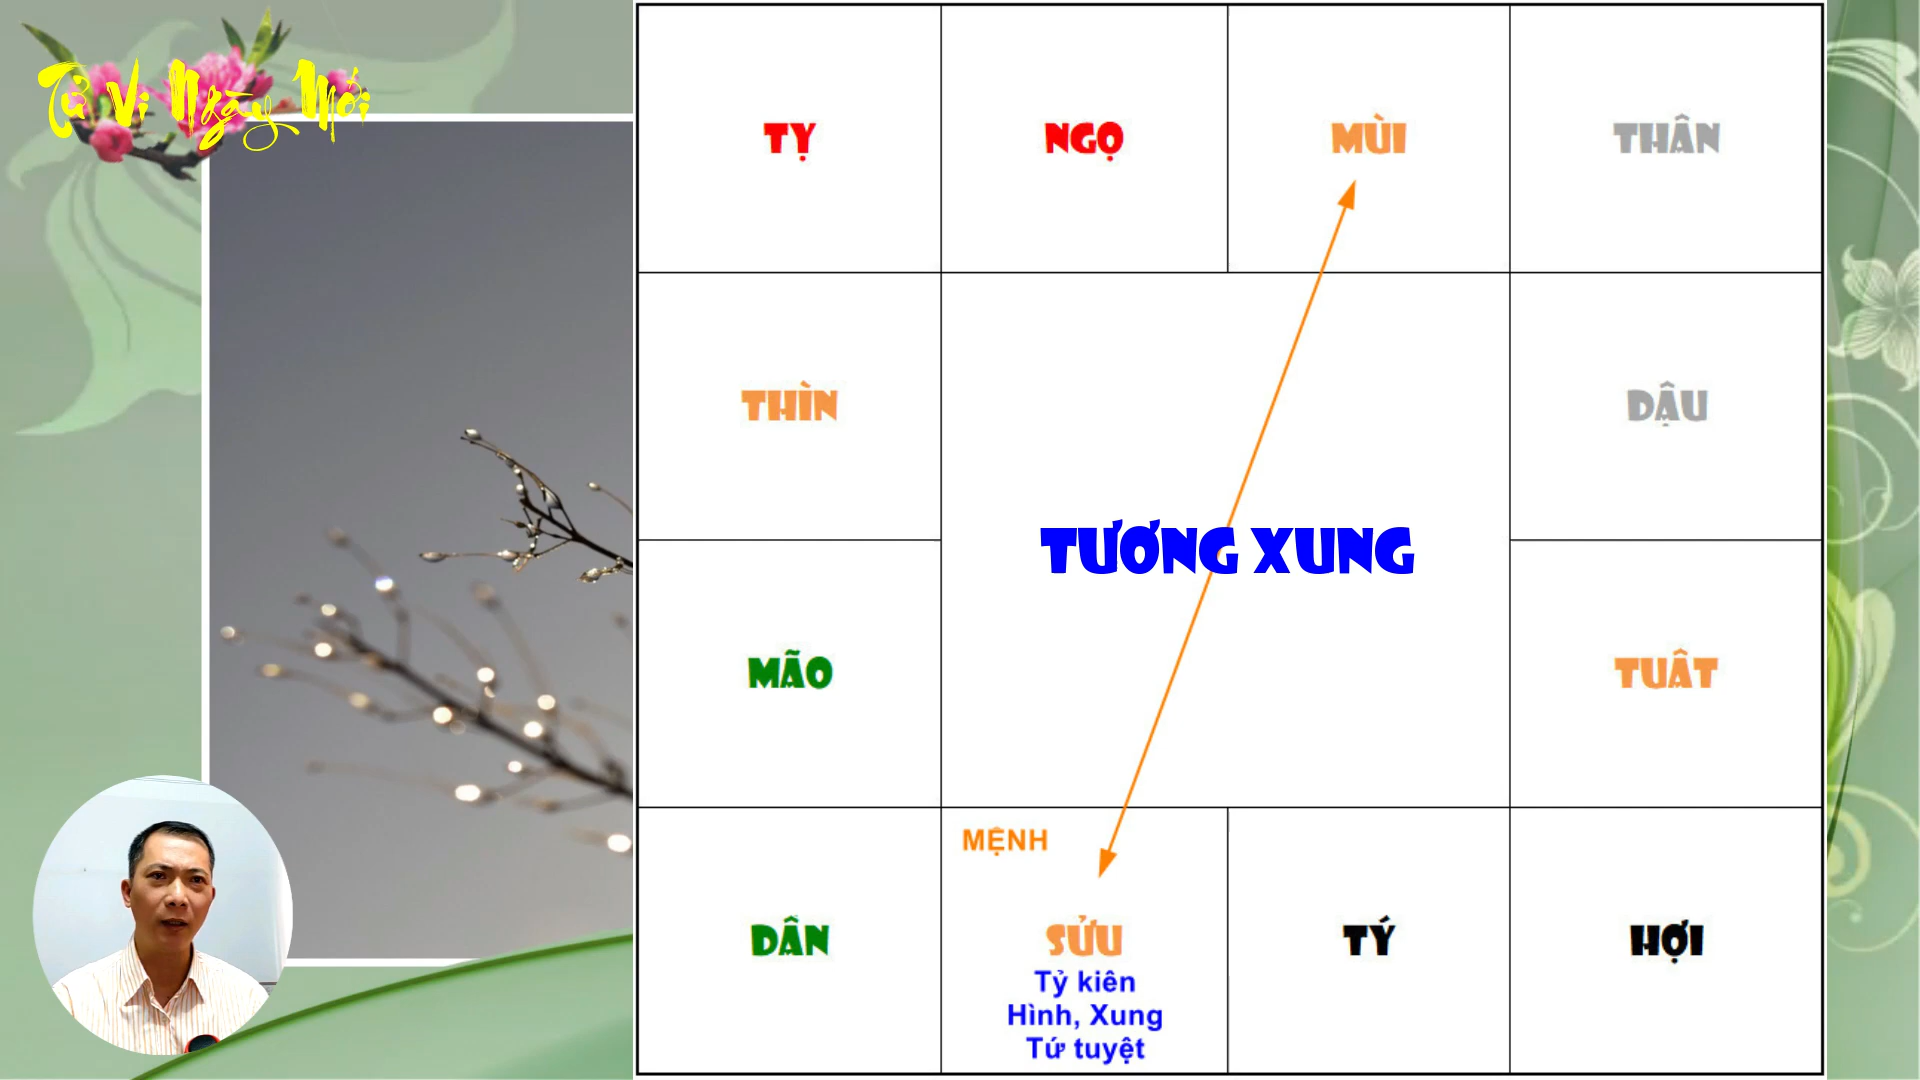 Tử Vi Ngày Mới
TỴ
NGỌ
MÙI
THÂN
THÌN
DẬU
TƯƠNG XUNG
MÃO
TUẤT
MỆNH
DẦN
SỬU
TÝ
HỢI
Tỷ kiên
Hình, Xung
Tứ tuyệt